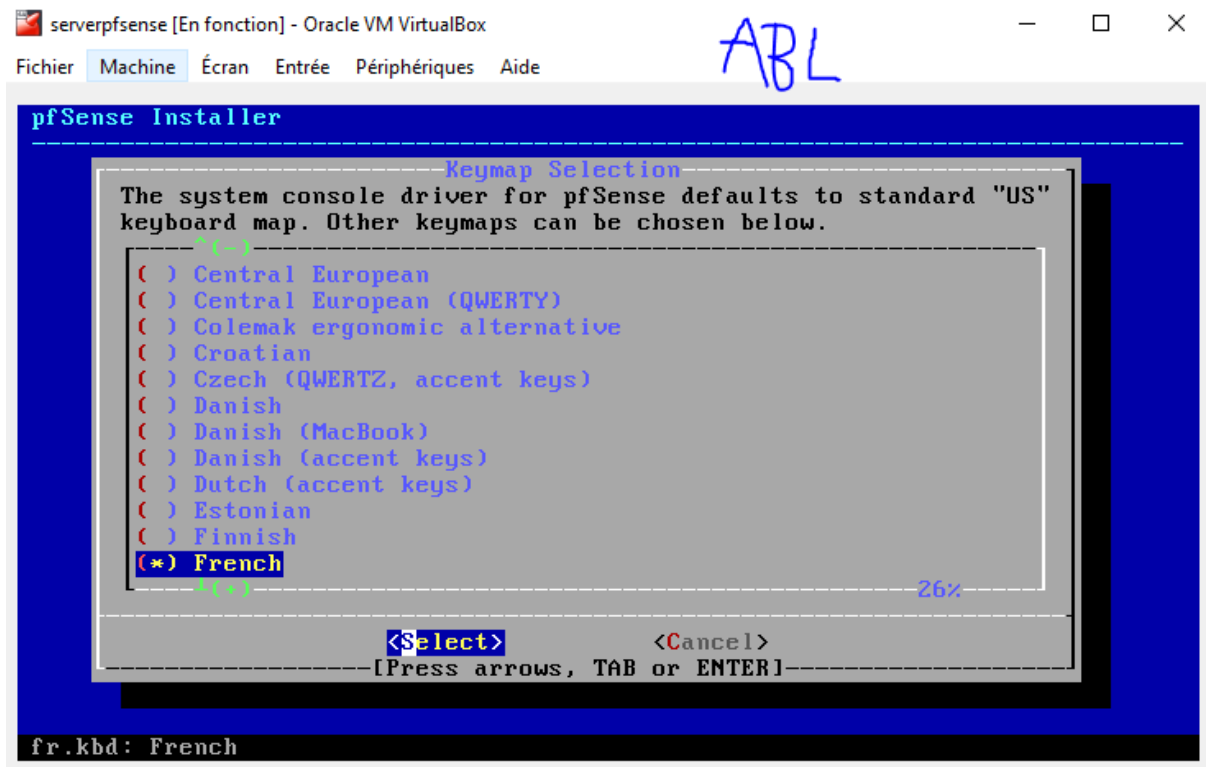 serverpfsense [En fonction] - Oracle VM VirtualBox
ABL
Fichier Machine Écran Entrée Périphériques Aide
pfSense Installer
Keymap Selection
The system console driver for pfSense defaults to standard "US"
keyboard map. Other keymaps can be chosen below.
^(-)
( ) Central European
( ) Central European (QWERTY)
( ) Colemak ergonomic alternative
( ) Croatian
( ) Czech (QWERTZ, accent keys)
( ) Danish
( ) Danish (MacBook)
( ) Danish (accent keys)
( ) Dutch (accent keys)
( ) Estonian
( ) Finnish
(*) French
(+) 26%
<Select> <Cancel>
[Press arrows, TAB or ENTER]
fr.kbd: French